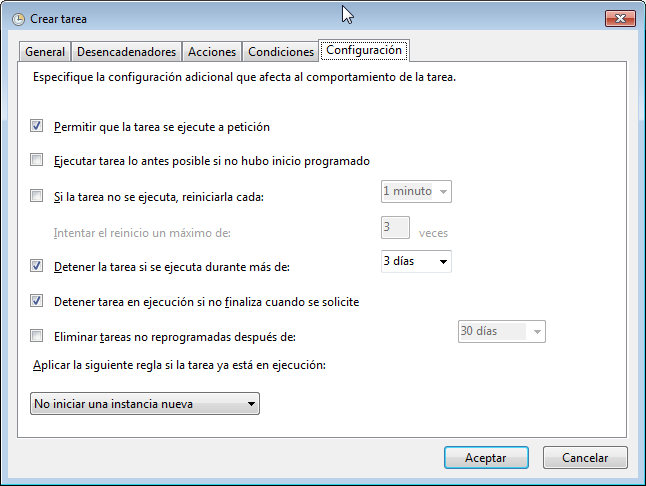 Crear tarea
General
Desencadenadores
Acciones
Condiciones
Configuración
Especifique la configuración adicional que afecta al comportamiento de la tarea.
Permitir que la tarea se ejecute a petición
Ejecutar tarea lo antes posible si no hubo inicio programado
Si la tarea no se ejecuta, reiniciarla cada: 1 minuto
Intentar el reinicio un máximo de: 3 veces
Detener la tarea si se ejecuta durante más de: 3 días
Detener tarea en ejecución si no finaliza cuando se solicite
Eliminar tareas no reprogramadas después de: 30 días
Aplicar la siguiente regla si la tarea ya está en ejecución:
No iniciar una instancia nueva
Aceptar
Cancelar